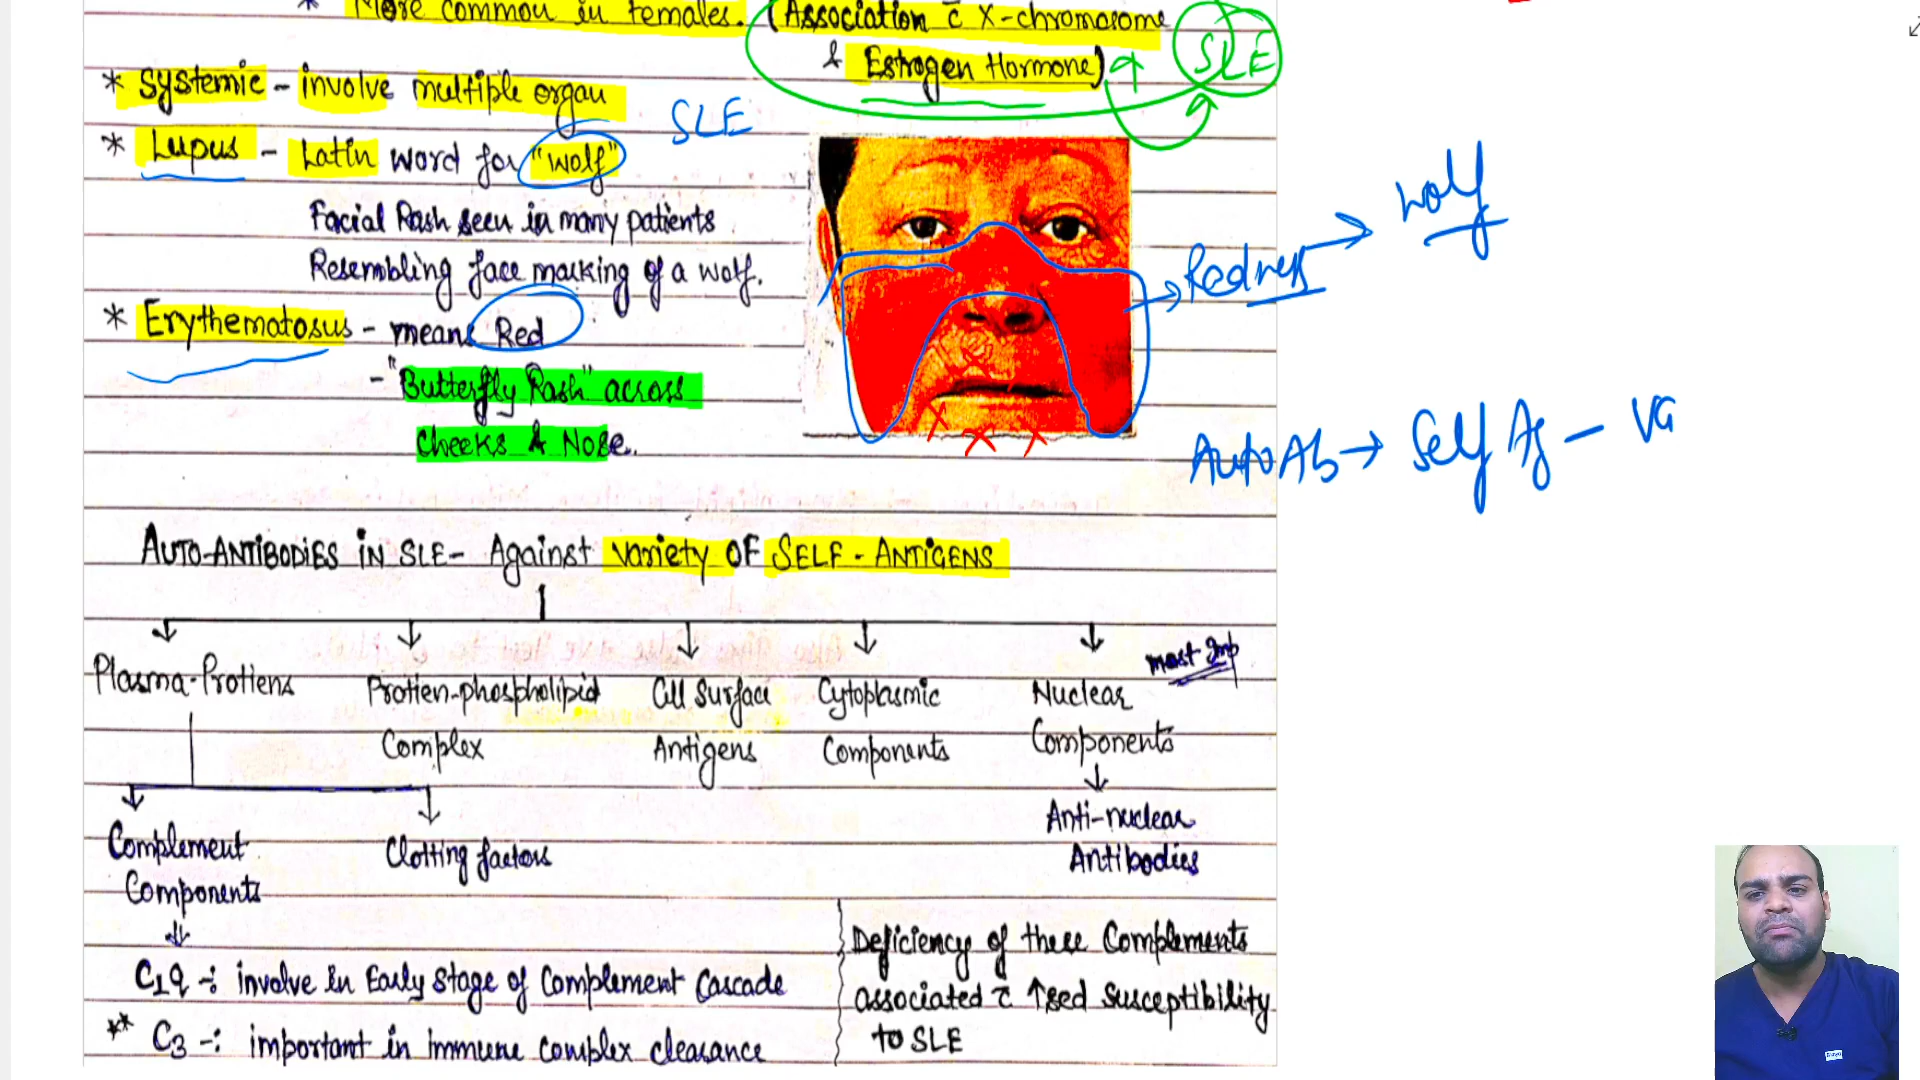 * More common in females. (Association c̄ X-chromosome
& Estrogen Hormone) ↑ SLE
* Systemic - involve multiple organ
SLE
* Lupus - Latin word for "wolf"
Facial Rash seen in many patients
Resembling face marking of a wolf.
* Erythematosus - means Red
- "Butterfly Rash" across
Cheeks & Nose.
Redness → wolf
Auto Ab → Self Ag - Va
AUTO-ANTIBODIES IN SLE- Against variety OF SELF-ANTIGENS
Plasma-Protiens
Protien-phospholipid
Complex
Cell Surface
Antigens
Cytoplasmic
Components
Nuclear
Components
most Imp
Anti-nuclear
Antibodies
Complement
Components
Clotting factors
C1q -: involve in Early stage of Complement Cascade
** C3 -: important in immune complex clearance
Deficiency of these Complements
associated c̄ ↑sed susceptibility
to SLE